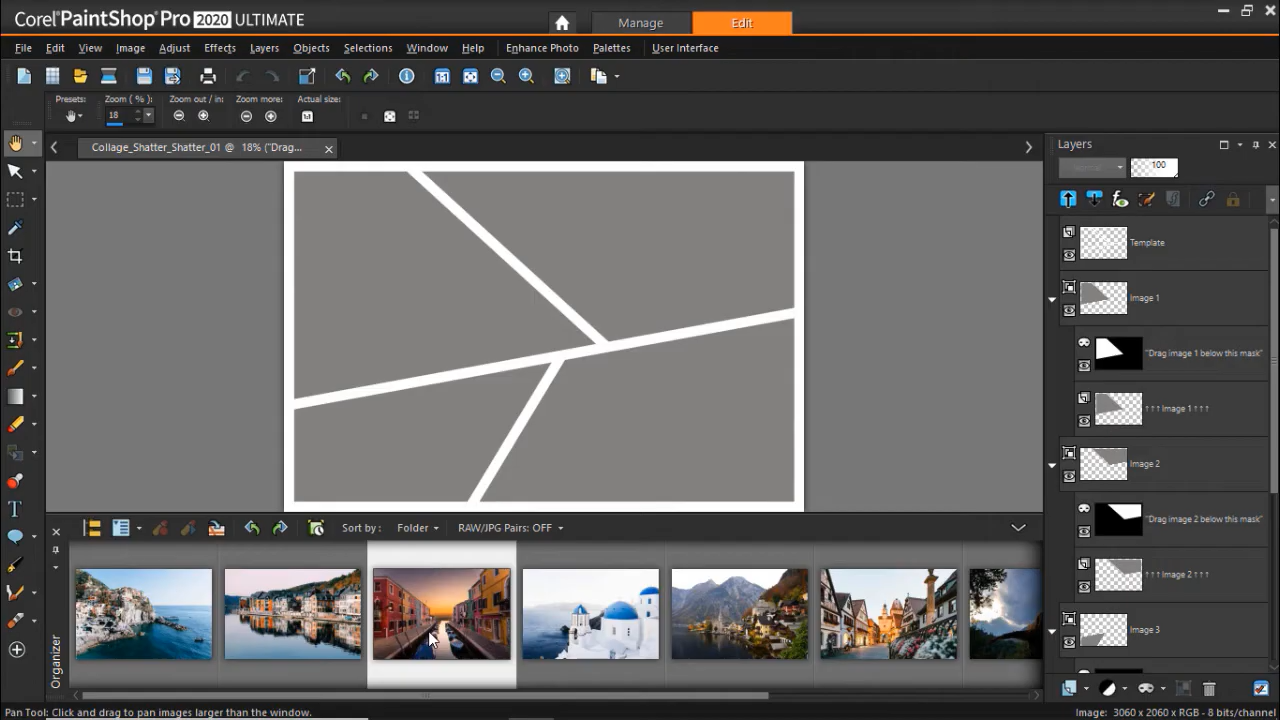 Corel PaintShop Pro 2020 ULTIMATE
Manage
Edit
File Edit View Image Adjust Effects Layers Objects Selections Window Help Enhance Photo Palettes User Interface
Presets: Zoom ( % ): Zoom out / in: Zoom more: Actual size:
18
Collage_Shatter_Shatter_01 @ 18% ("Drag...
Layers
Normal
100
Template
Image 1
"Drag image 1 below this mask"
↑↑↑ Image 1 ↑↑↑
Image 2
"Drag image 2 below this mask"
↑↑↑ Image 2 ↑↑↑
Image 3
Sort by: Folder RAW/JPG Pairs: OFF
Organizer
Pan Tool: Click and drag to pan images larger than the window.
Image: 3060 x 2060 x RGB - 8 bits/channel